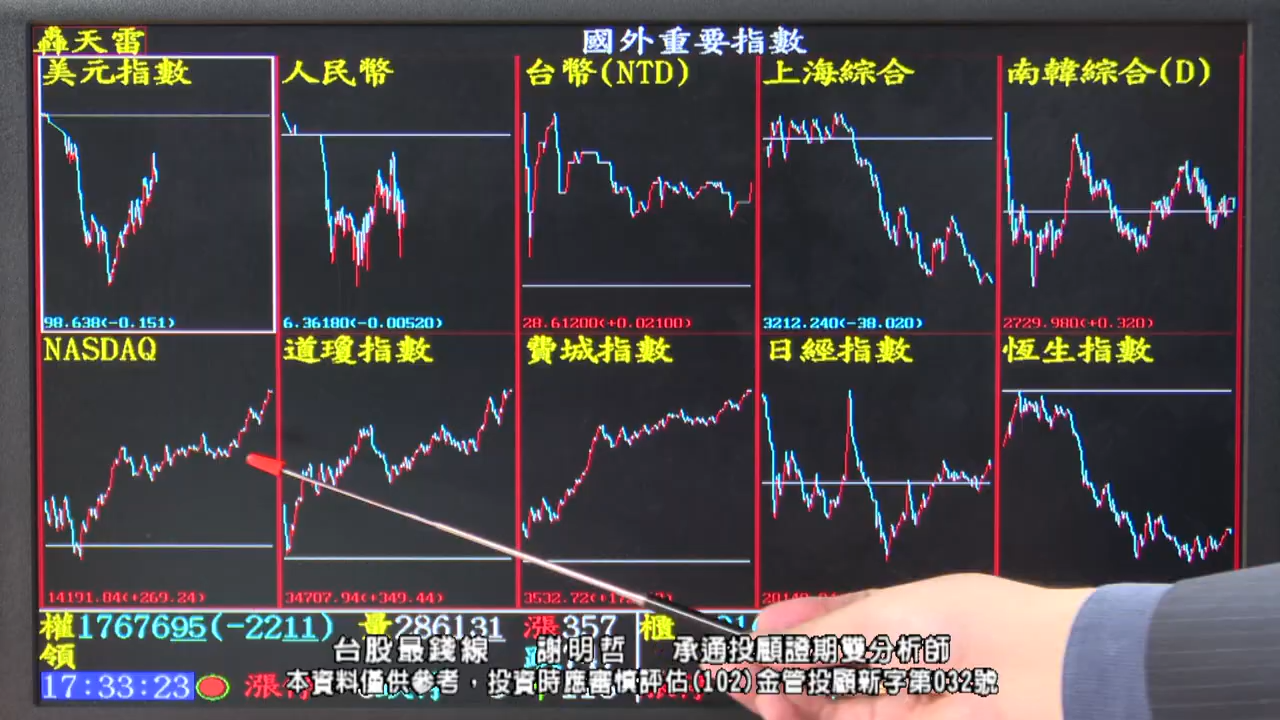 轟天雷
國外重要指數
美元指數
人民幣
台幣(NTD)
上海綜合
南韓綜合(D)
98.638(-0.151)
6.36180(-0.00520)
28.61200(+0.02100)
3212.240(-38.020)
2729.980(+0.320)
NASDAQ
道瓊指數
費城指數
日經指數
恆生指數
14191.84(+269.24)
34707.94(+349.44)
權1767695(-2211)
量286131
漲357
櫃
領
台股最錢線 謝明哲 承通投顧證期雙分析師
17:33:23
本資料僅供參考，投資時應審慎評估(102)金管投顧新字第032號